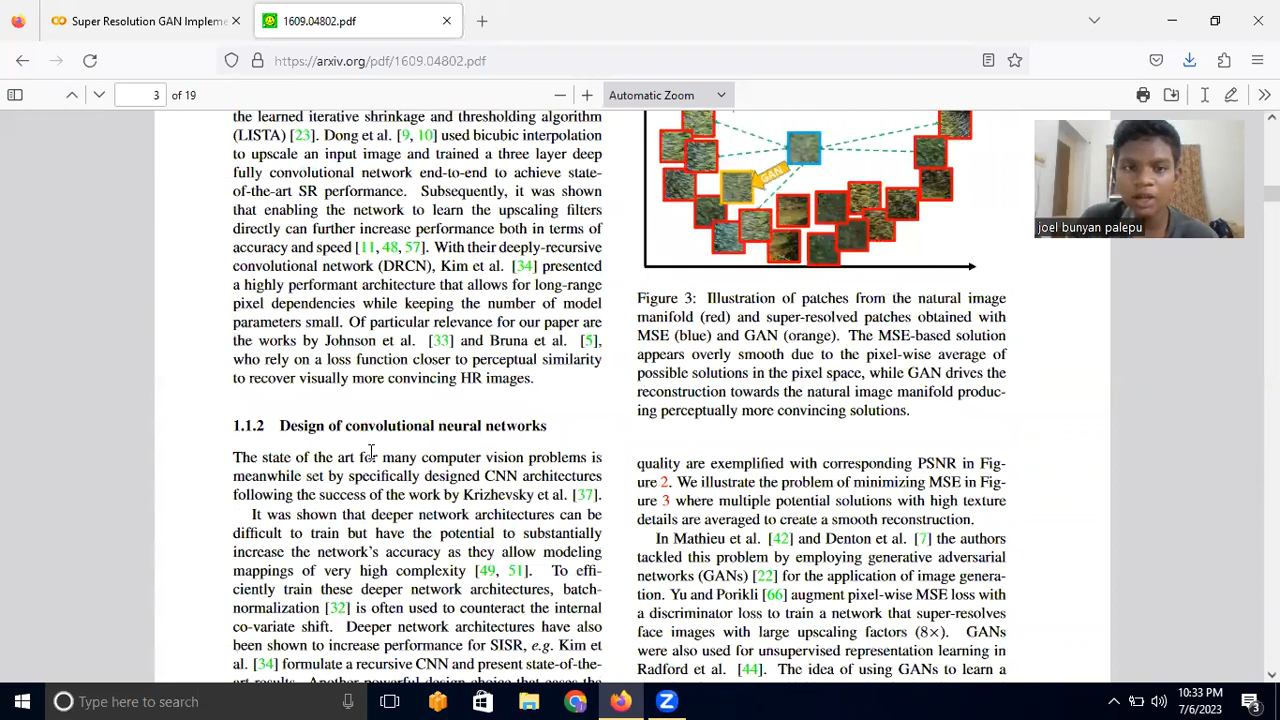 Super Resolution GAN Impleme
1609.04802.pdf
https://arxiv.org/pdf/1609.04802.pdf
3 of 19
Automatic Zoom
the learned iterative shrinkage and thresholding algorithm
(LISTA) [23]. Dong et al. [9, 10] used bicubic interpolation
to upscale an input image and trained a three layer deep
fully convolutional network end-to-end to achieve state-
of-the-art SR performance. Subsequently, it was shown
that enabling the network to learn the upscaling filters
directly can further increase performance both in terms of
accuracy and speed [11, 48, 57]. With their deeply-recursive
convolutional network (DRCN), Kim et al. [34] presented
a highly performant architecture that allows for long-range
pixel dependencies while keeping the number of model
parameters small. Of particular relevance for our paper are
the works by Johnson et al. [33] and Bruna et al. [5],
who rely on a loss function closer to perceptual similarity
to recover visually more convincing HR images.
1.1.2 Design of convolutional neural networks
The state of the art for many computer vision problems is
meanwhile set by specifically designed CNN architectures
following the success of the work by Krizhevsky et al. [37].
It was shown that deeper network architectures can be
difficult to train but have the potential to substantially
increase the network's accuracy as they allow modeling
mappings of very high complexity [49, 51]. To effi-
ciently train these deeper network architectures, batch-
normalization [32] is often used to counteract the internal
co-variate shift. Deeper network architectures have also
been shown to increase performance for SISR, e.g. Kim et
al. [34] formulate a recursive CNN and present state-of-the-
art results. Another powerful design choice that eases the
GAN
Figure 3: Illustration of patches from the natural image
manifold (red) and super-resolved patches obtained with
MSE (blue) and GAN (orange). The MSE-based solution
appears overly smooth due to the pixel-wise average of
possible solutions in the pixel space, while GAN drives the
reconstruction towards the natural image manifold produc-
ing perceptually more convincing solutions.
quality are exemplified with corresponding PSNR in Fig-
ure 2. We illustrate the problem of minimizing MSE in Fig-
ure 3 where multiple potential solutions with high texture
details are averaged to create a smooth reconstruction.
In Mathieu et al. [42] and Denton et al. [7] the authors
tackled this problem by employing generative adversarial
networks (GANs) [22] for the application of image genera-
tion. Yu and Porikli [66] augment pixel-wise MSE loss with
a discriminator loss to train a network that super-resolves
face images with large upscaling factors (8×). GANs
were also used for unsupervised representation learning in
Radford et al. [44]. The idea of using GANs to learn a
joel bunyan palepu
Type here to search
10:33 PM
7/6/2023
3